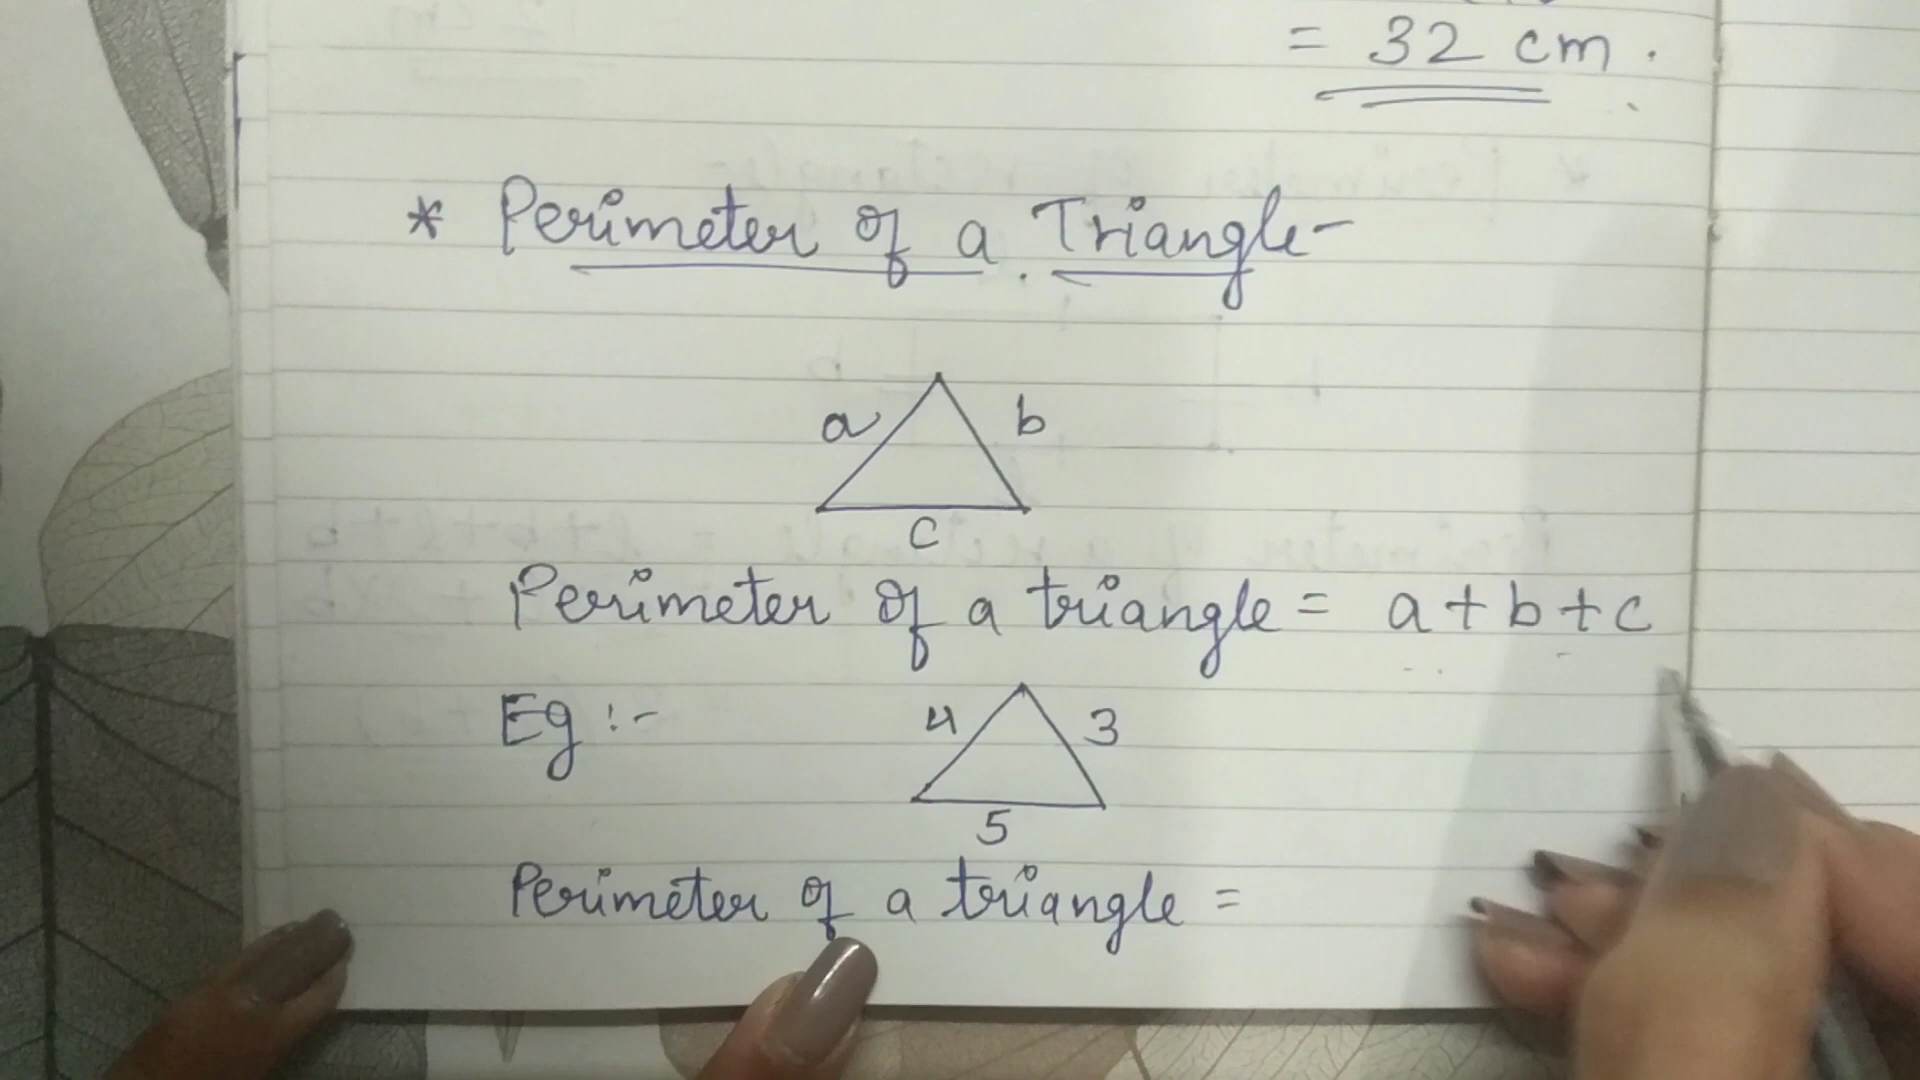 = 32 cm.
* Perimeter of a Triangle-
a b
c
Perimeter of a triangle = a+b+c
Eg :-
4 3
5
Perimeter of a triangle =